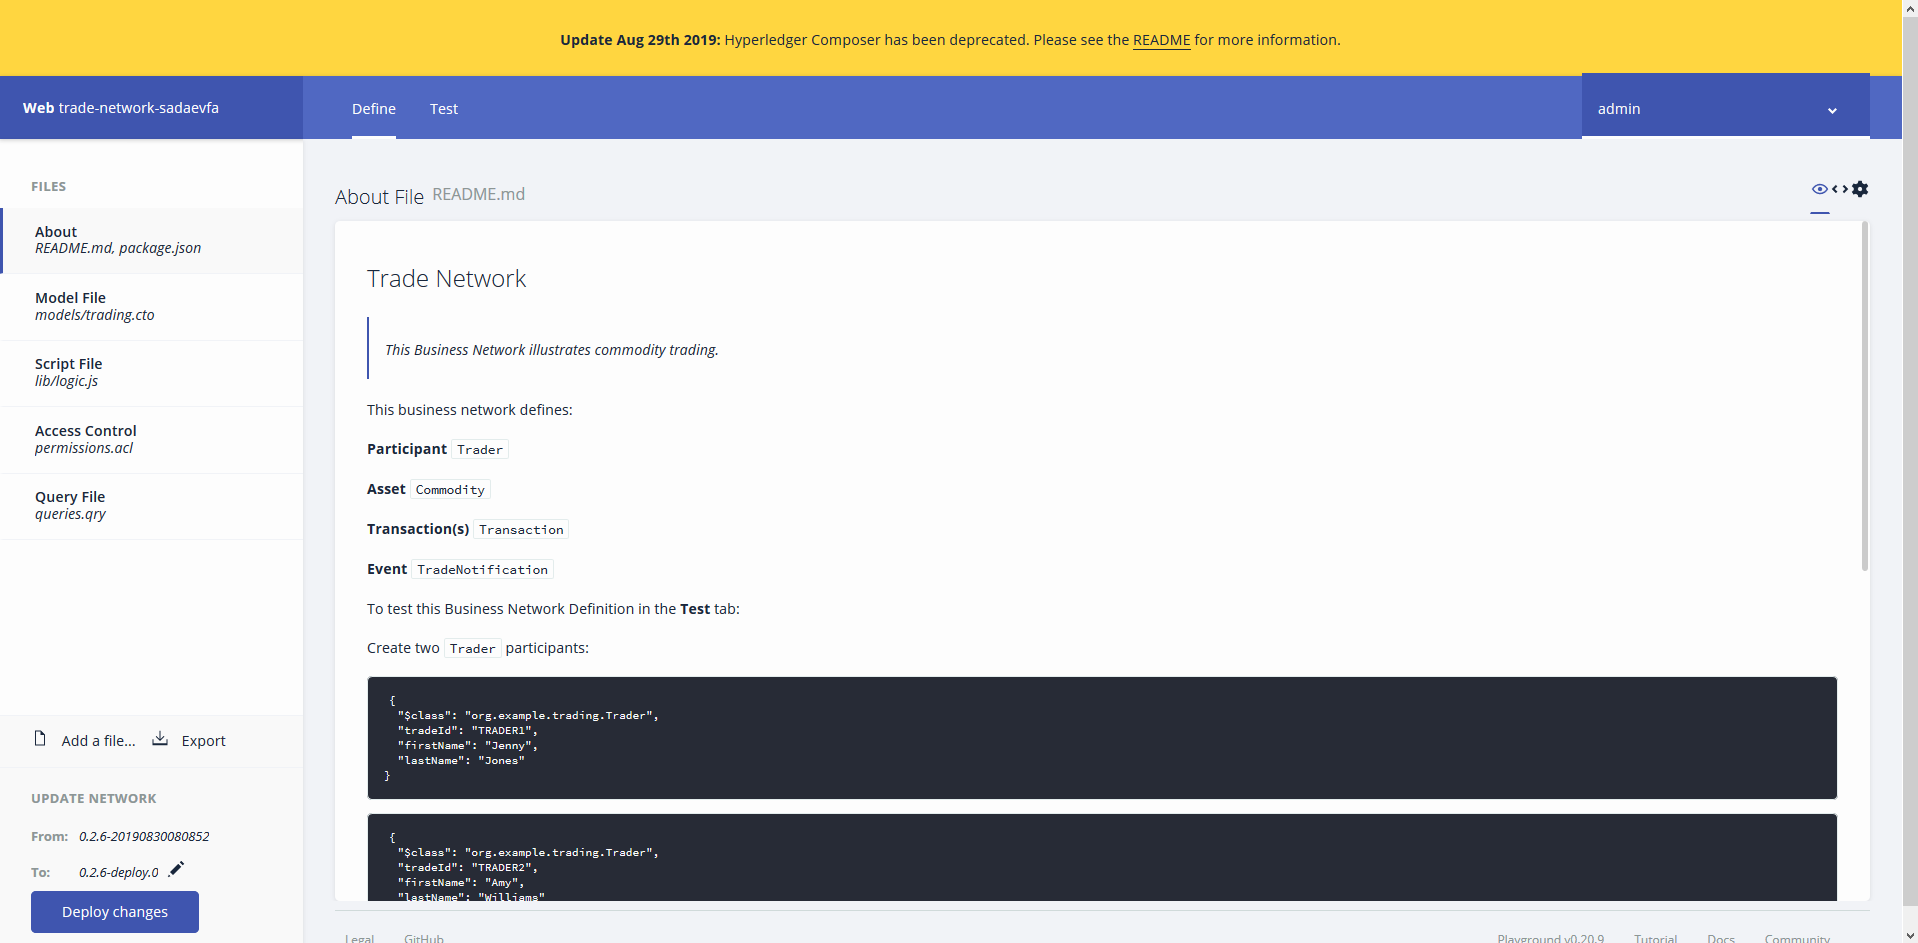 Update Aug 29th 2019: Hyperledger Composer has been deprecated. Please see the README for more information.
Web trade-network-sadaevfa
Define
Test
admin
FILES
About
README.md, package.json
Model File
models/trading.cto
Script File
lib/logic.js
Access Control
permissions.acl
Query File
queries.qry
Add a file...
Export
UPDATE NETWORK
From: 0.2.6-20190830080852
To: 0.2.6-deploy.0
Deploy changes
About File README.md
Trade Network
This Business Network illustrates commodity trading.
This business network defines:
Participant Trader
Asset Commodity
Transaction(s) Transaction
Event TradeNotification
To test this Business Network Definition in the Test tab:
Create two Trader participants:
{
"$class": "org.example.trading.Trader",
"tradeId": "TRADER1",
"firstName": "Jenny",
"lastName": "Jones"
}
{
"$class": "org.example.trading.Trader",
"tradeId": "TRADER2",
"firstName": "Amy",
"lastName": "Williams"
Legal
GitHub
Playground v0.20.9
Tutorial
Docs
Community